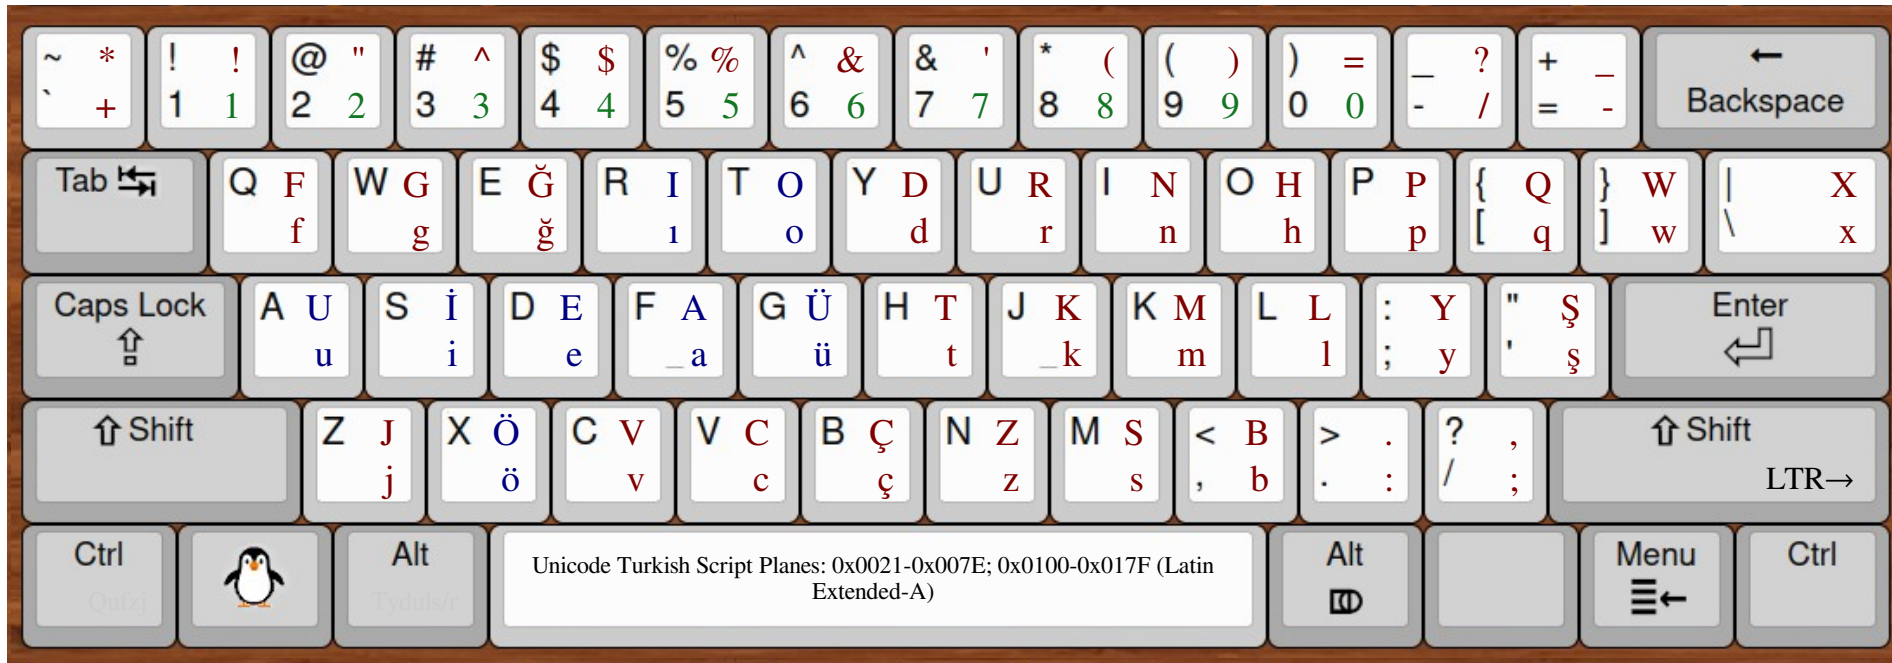 ~ * ! ! @ " # ^ $ $ % % ^ & & ' * ( ( ) ) = _ ? + _ ←
` + 1 1 2 2 3 3 4 4 5 5 6 6 7 7 8 8 9 9 0 0 - / = - Backspace
Tab Q F W G E Ğ R I T O Y D U R I N O H P P { Q } W | X
f g ğ ı o d r n h p [ q ] w \ x
Caps Lock A U S İ D E F A G Ü H T J K K M L L : Y " Ş Enter
u i e _ a ü t _ k m l ; y ' ş
⇧ Shift Z J X Ö C V V C B Ç N Z M S < B > . ? , ⇧ Shift
j ö v c ç z s , b . : / ; LTR→
Ctrl Alt Unicode Turkish Script Planes: 0x0021-0x007E; 0x0100-0x017F (Latin Alt Menu Ctrl
Extended-A)
Qufzj Tyduls/r